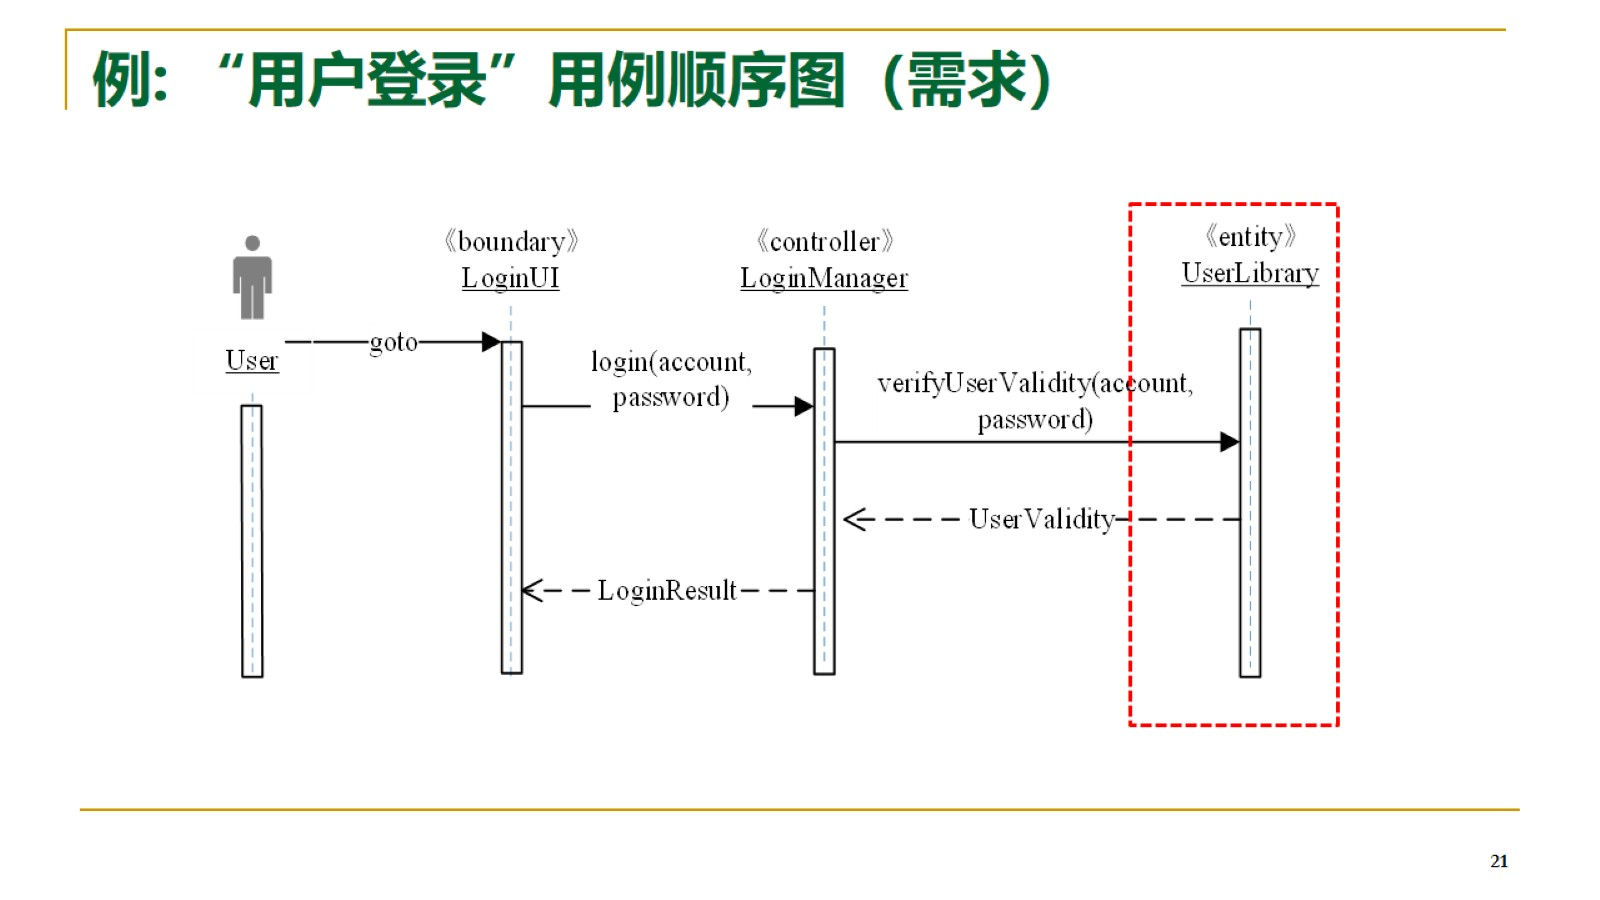 例：“用户登录”用例顺序图（需求）
《boundary》
LoginUI
《controller》
LoginManager
《entity》
UserLibrary
User
goto
login(account,
password)
verifyUserValidity(account,
password)
UserValidity
LoginResult
21